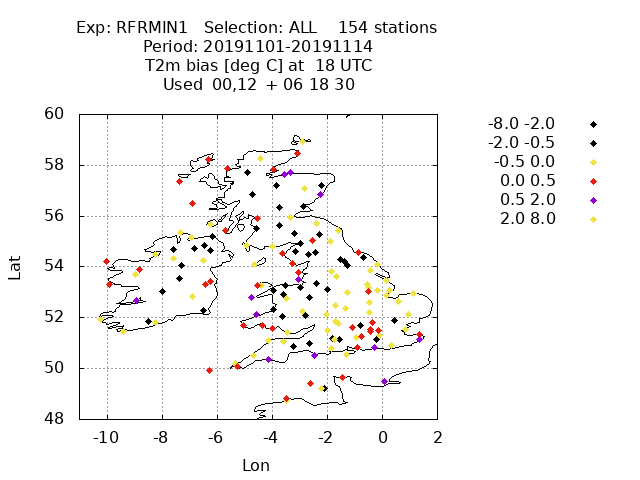 Exp: RFRMIN1 Selection: ALL 154 stations
Period: 20191101-20191114
T2m bias [deg C] at 18 UTC
Used 00,12 + 06 18 30
60
58
56
54
52
50
48
Lat
-10 -8 -6 -4 -2 0 2
Lon
-8.0 -2.0
-2.0 -0.5
-0.5 0.0
0.0 0.5
0.5 2.0
2.0 8.0